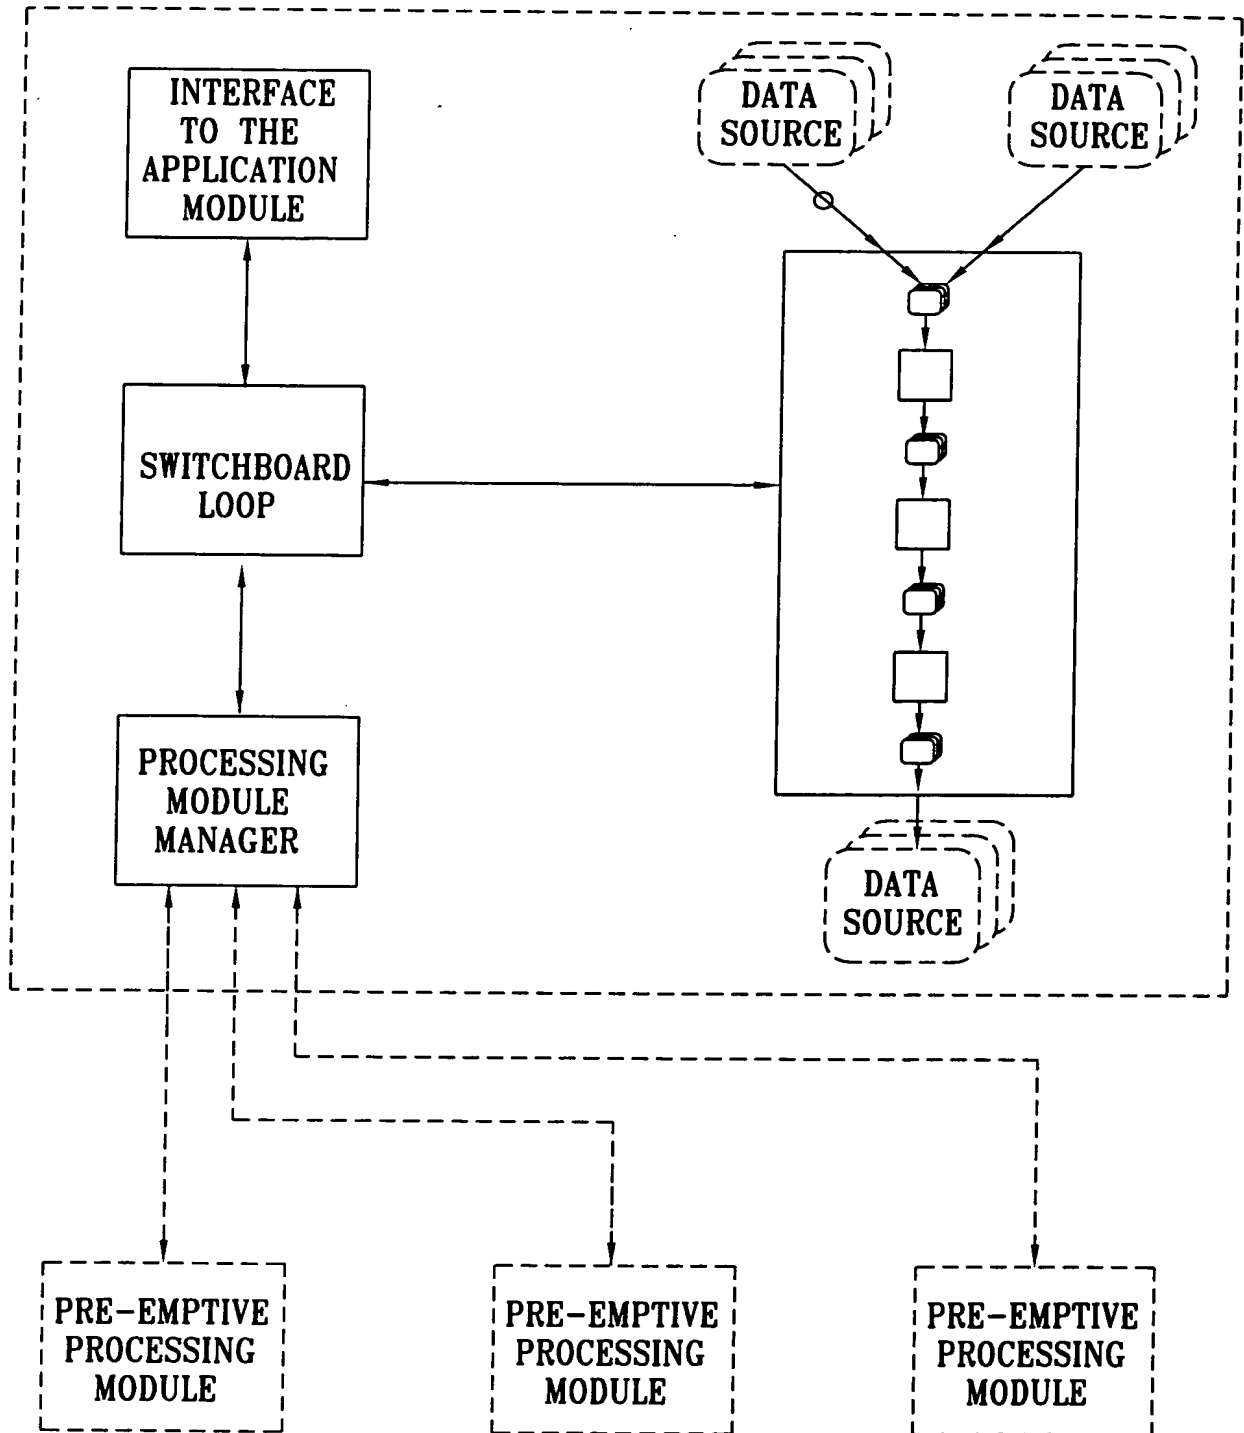 INTERFACE
TO THE
APPLICATION
MODULE
DATA
SOURCE
DATA
SOURCE
SWITCHBOARD
LOOP
PROCESSING
MODULE
MANAGER
DATA
SOURCE
PRE-EMPTIVE
PROCESSING
MODULE
PRE-EMPTIVE
PROCESSING
MODULE
PRE-EMPTIVE
PROCESSING
MODULE